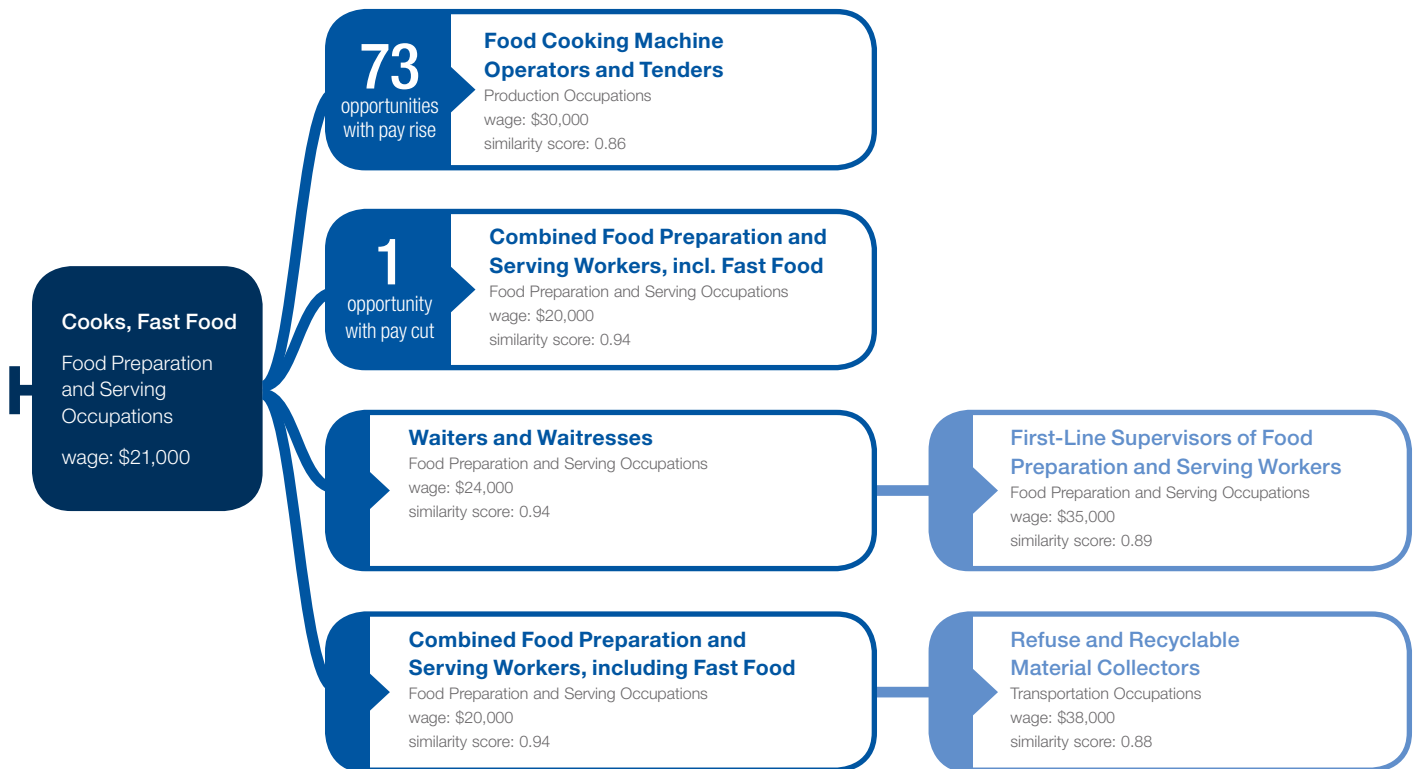 73
opportunities
with pay rise
Food Cooking Machine
Operators and Tenders
Production Occupations
wage: $30,000
similarity score: 0.86
1
opportunity
with pay cut
Combined Food Preparation and
Serving Workers, incl. Fast Food
Food Preparation and Serving Occupations
wage: $20,000
similarity score: 0.94
Cooks, Fast Food
Food Preparation
and Serving
Occupations
wage: $21,000
Waiters and Waitresses
Food Preparation and Serving Occupations
wage: $24,000
similarity score: 0.94
First-Line Supervisors of Food
Preparation and Serving Workers
Food Preparation and Serving Occupations
wage: $35,000
similarity score: 0.89
Combined Food Preparation and
Serving Workers, including Fast Food
Food Preparation and Serving Occupations
wage: $20,000
similarity score: 0.94
Refuse and Recyclable
Material Collectors
Transportation Occupations
wage: $38,000
similarity score: 0.88